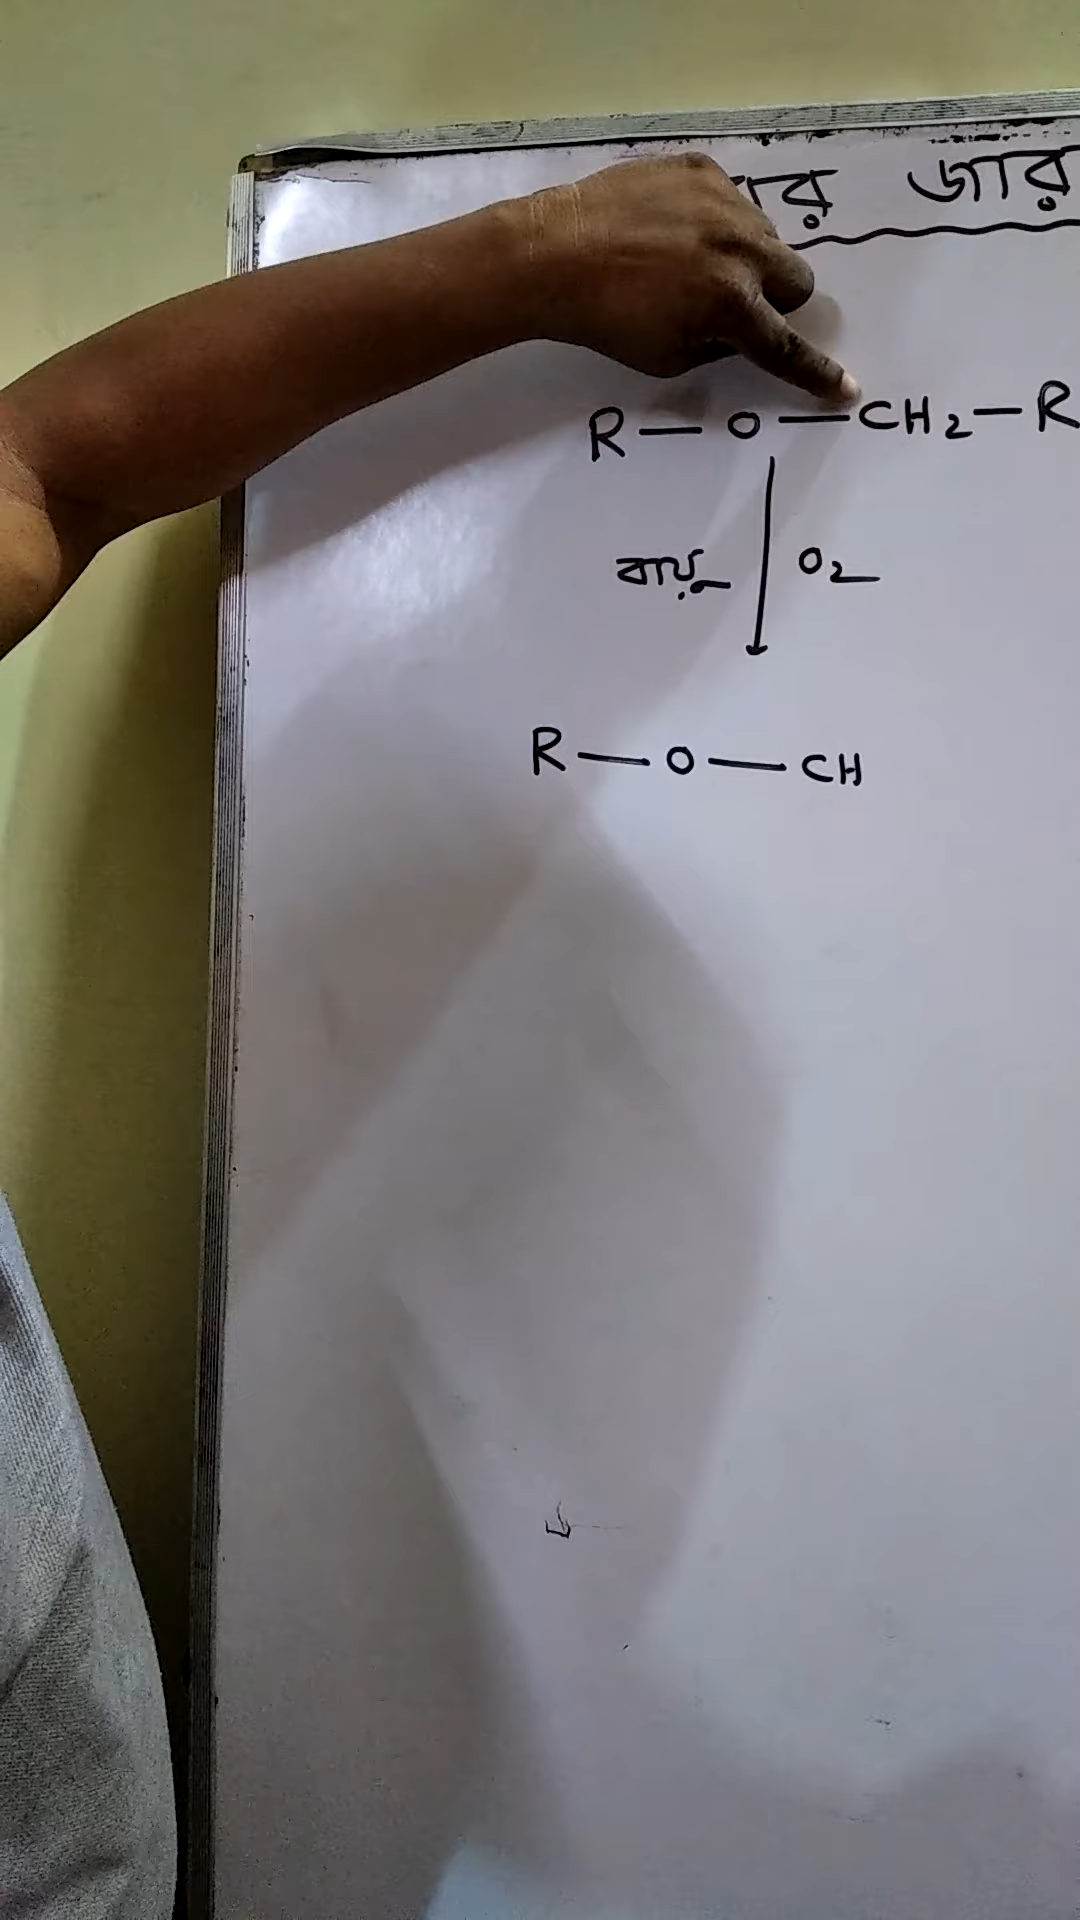 জার
R — O — CH₂ — R
বায়ু O₂
R — O — CH